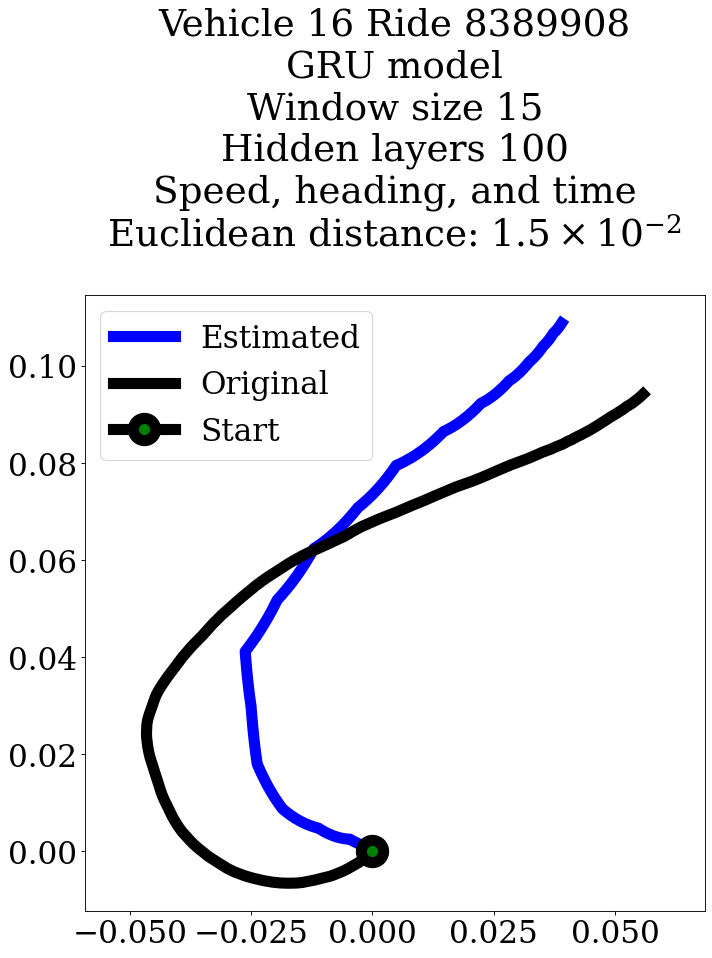 Vehicle 16 Ride 8389908
GRU model
Window size 15
Hidden layers 100
Speed, heading, and time
Euclidean distance: 1.5 × 10⁻²
Estimated
Original
Start
0.10
0.08
0.06
0.04
0.02
0.00
−0.050 −0.025 0.000 0.025 0.050